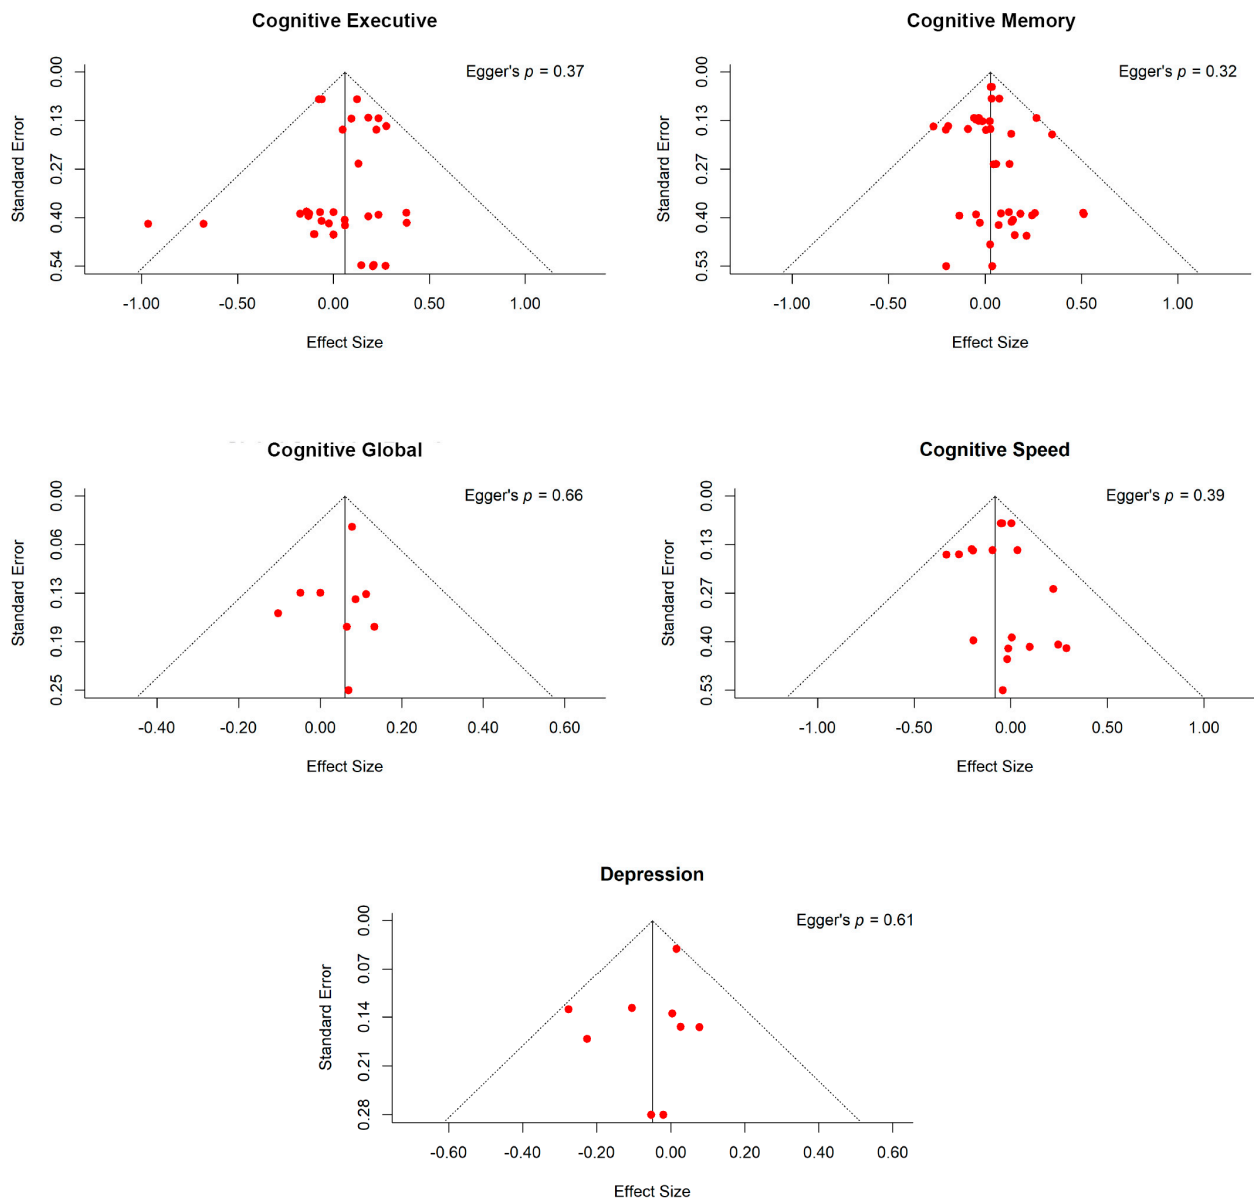 Cognitive Executive
Egger's p = 0.37
Standard Error
0.00
0.13
0.27
0.40
0.54
-1.00 -0.50 0.00 0.50 1.00
Effect Size
Cognitive Memory
Egger's p = 0.32
Standard Error
0.00
0.13
0.27
0.40
0.53
-1.00 -0.50 0.00 0.50 1.00
Effect Size
Cognitive Global
Egger's p = 0.66
Standard Error
0.00
0.06
0.13
0.19
0.25
-0.40 -0.20 0.00 0.20 0.40 0.60
Effect Size
Cognitive Speed
Egger's p = 0.39
Standard Error
0.00
0.13
0.27
0.40
0.53
-1.00 -0.50 0.00 0.50 1.00
Effect Size
Depression
Egger's p = 0.61
Standard Error
0.00
0.07
0.14
0.21
0.28
-0.60 -0.40 -0.20 0.00 0.20 0.40 0.60
Effect Size